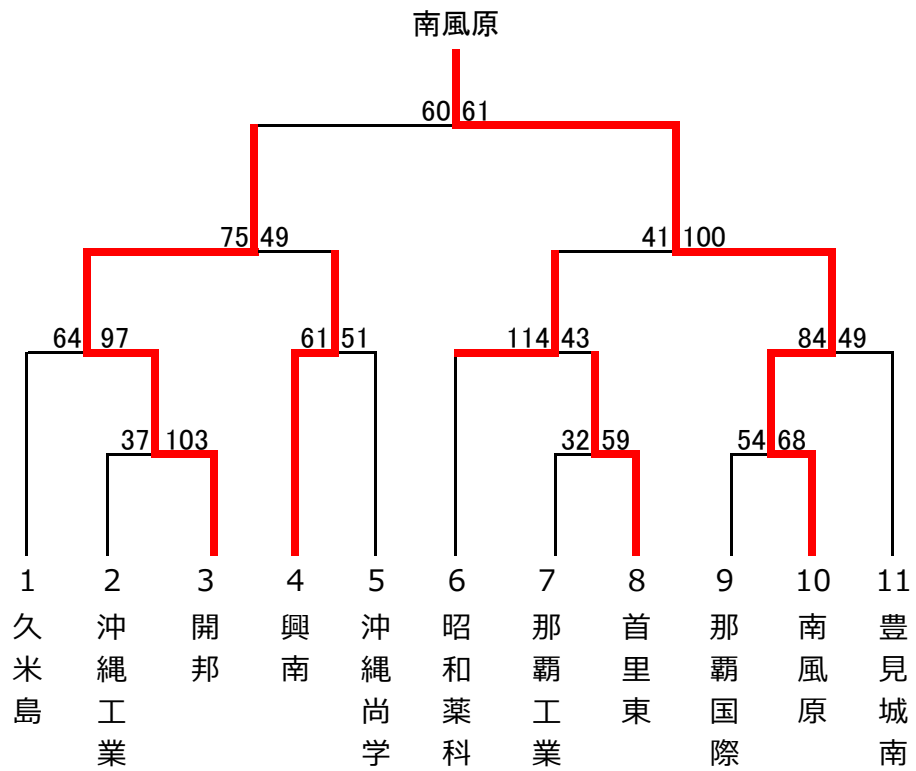 南風原
60 61
75 49
41 100
64 97
61 51
114 43
84 49
37 103
32 59
54 68
1 2 3 4 5 6 7 8 9 10 11
久米島
沖縄工業
開邦
興南
沖縄尚学
昭和薬科
那覇工業
首里東
那覇国際
南風原
豊見城南